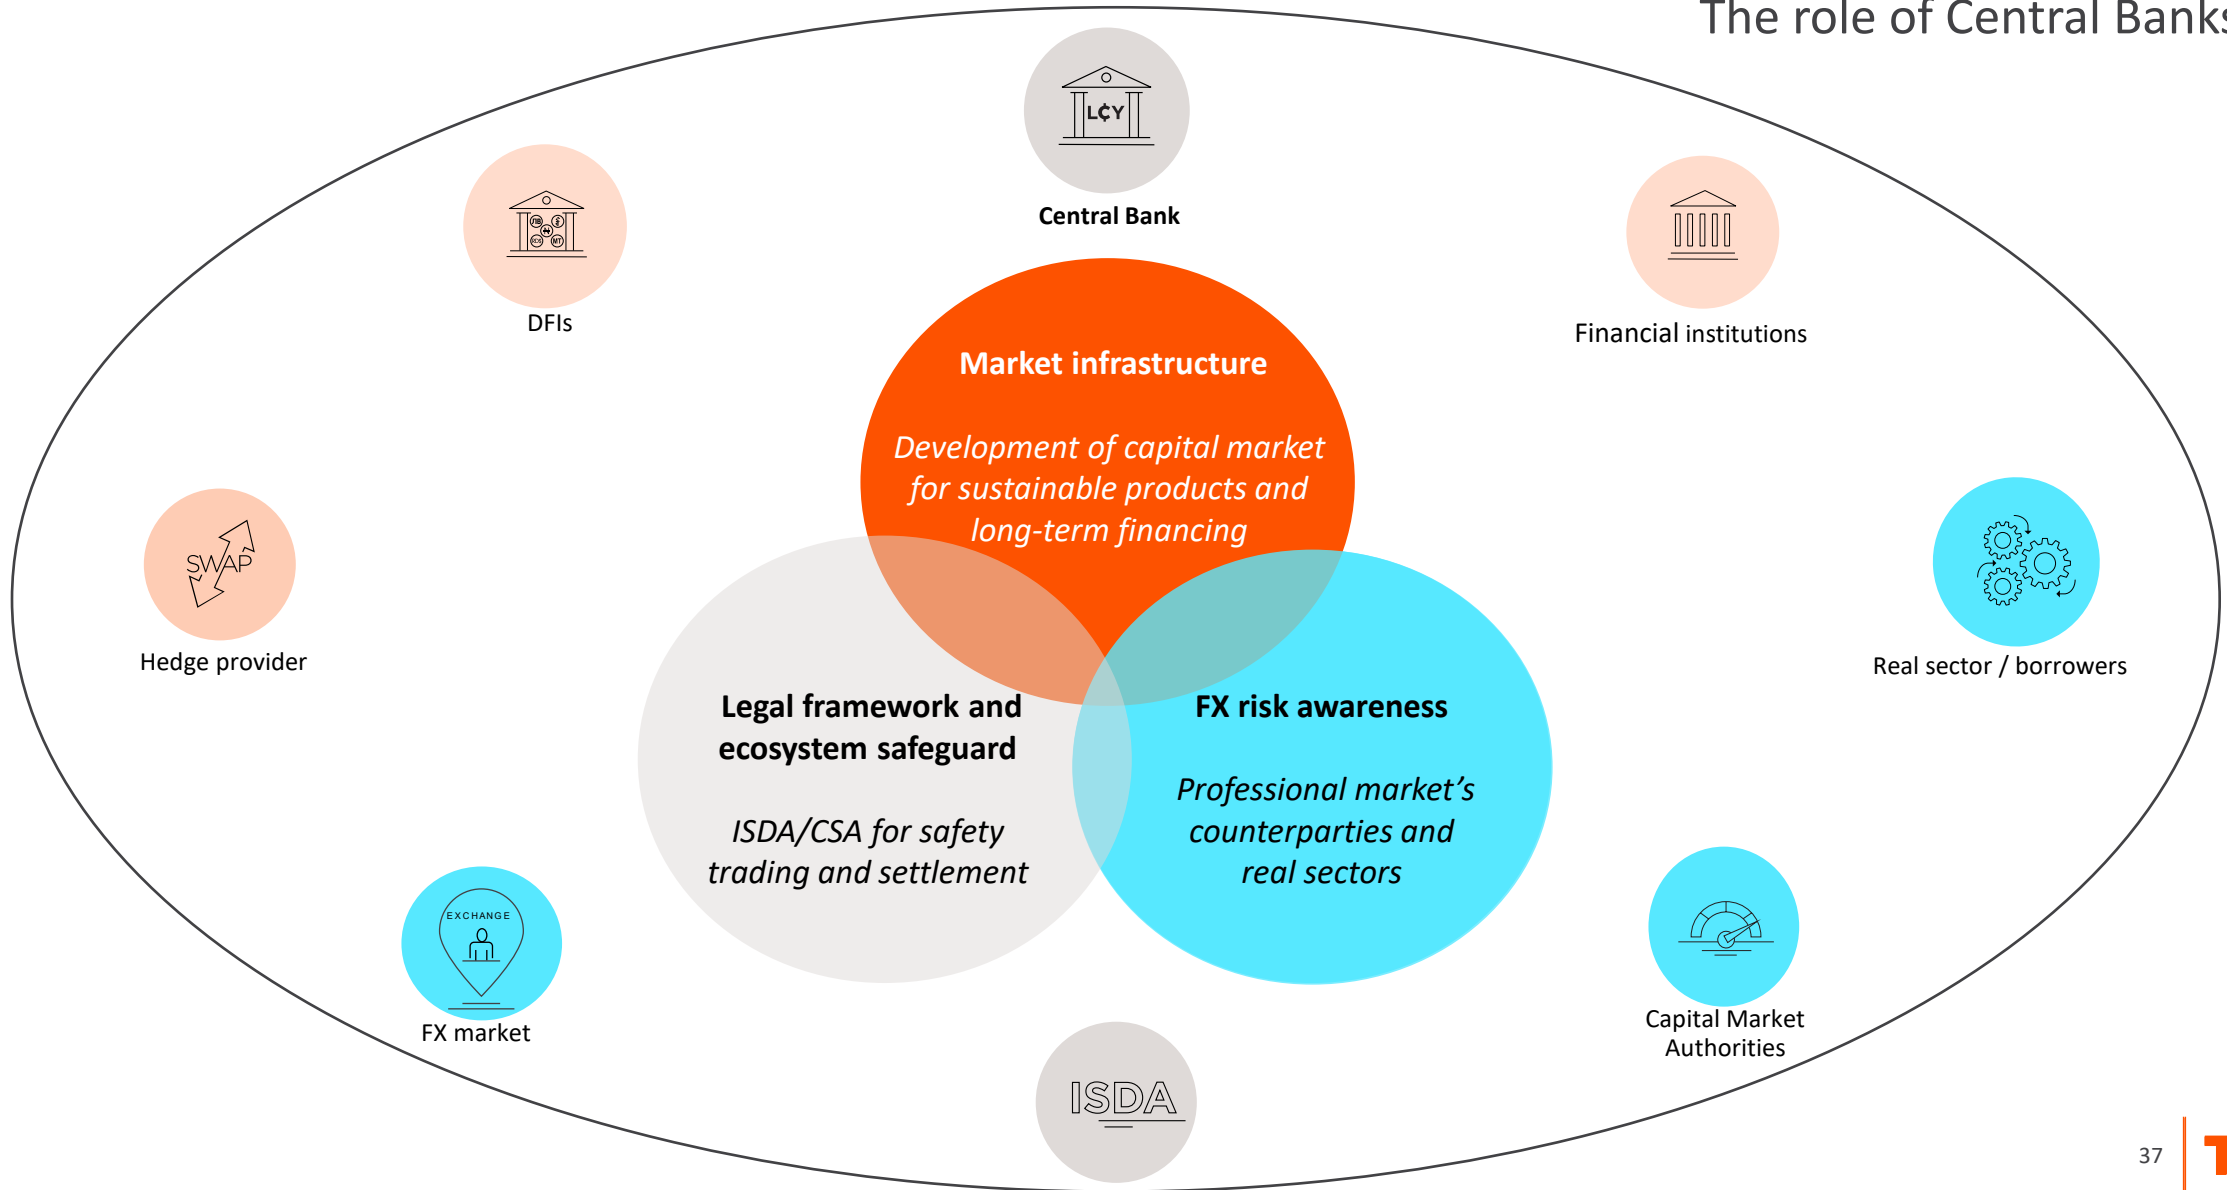 The role of Central Banks
L₵Y
Central Bank
DFIs
Financial institutions
Market infrastructure
Development of capital market
for sustainable products and
long-term financing
SWAP
Hedge provider
Real sector / borrowers
Legal framework and
ecosystem safeguard
ISDA/CSA for safety
trading and settlement
FX risk awareness
Professional market’s
counterparties and
real sectors
EXCHANGE
FX market
Capital Market
Authorities
ISDA
37